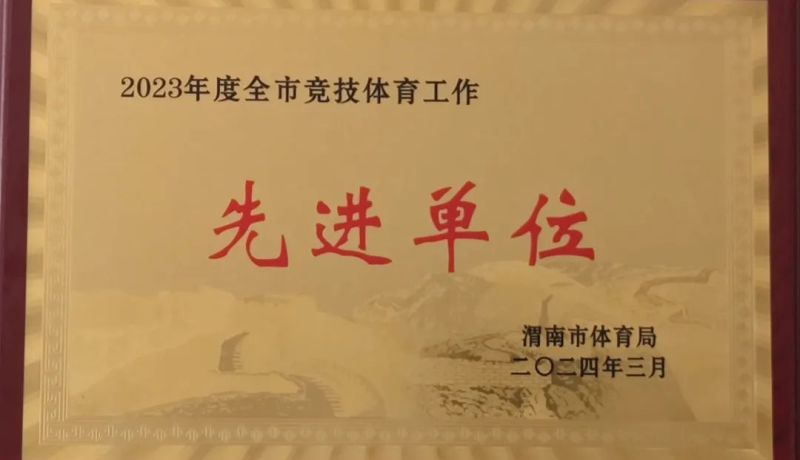 2023年度全市竞技体育工作
先进单位
渭南市体育局
二〇二四年三月